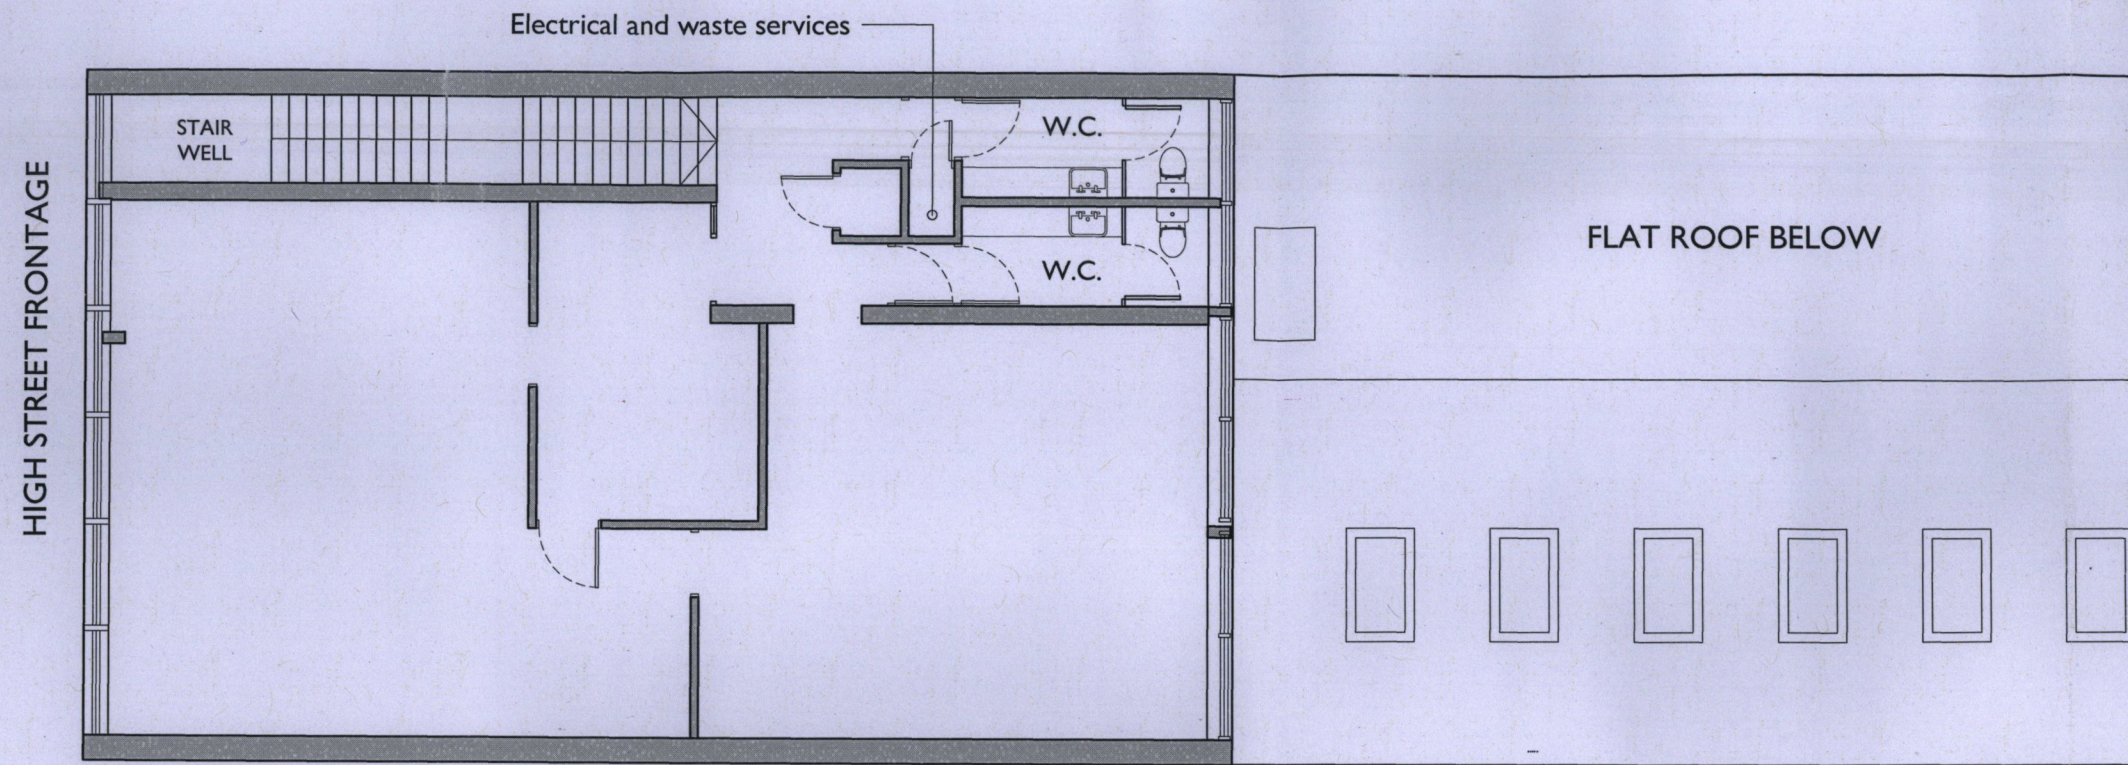 Electrical and waste services
STAIR
WELL
W.C.
HIGH STREET FRONTAGE
FLAT ROOF BELOW
W.C.